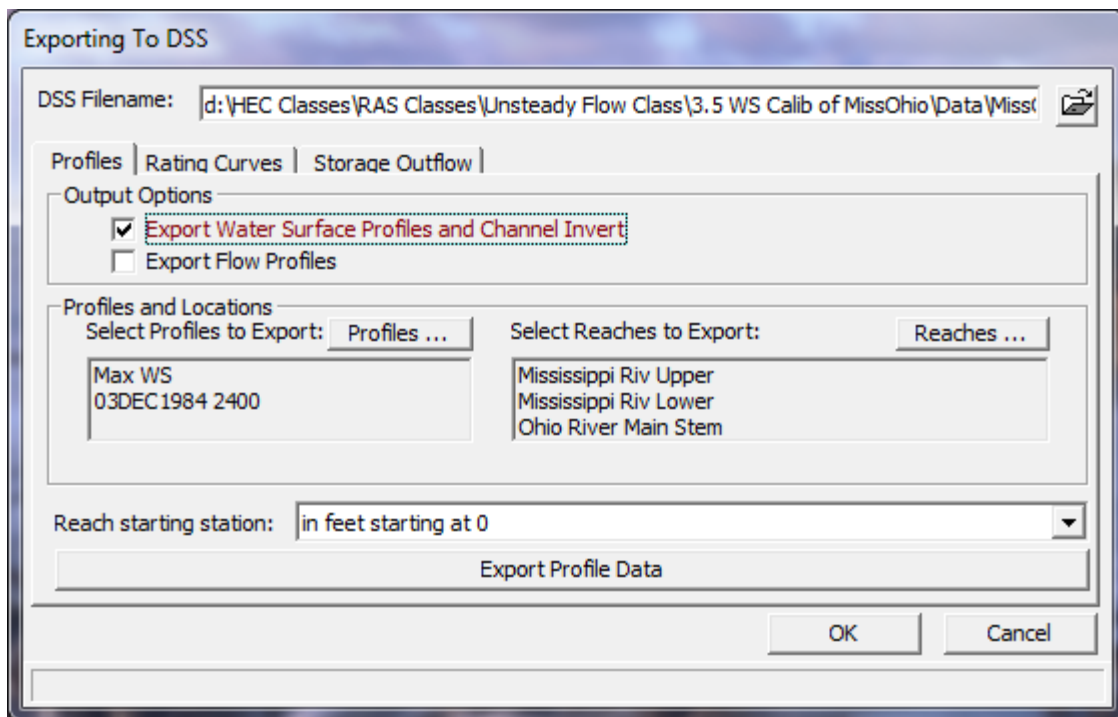 Exporting To DSS
DSS Filename: d:\HEC Classes\RAS Classes\Unsteady Flow Class\3.5 WS Calib of MissOhio\Data\Miss
Profiles Rating Curves Storage Outflow
Output Options
Export Water Surface Profiles and Channel Invert
Export Flow Profiles
Profiles and Locations
Select Profiles to Export: Profiles ... Select Reaches to Export: Reaches ...
Max WS
03DEC1984 2400
Mississippi Riv Upper
Mississippi Riv Lower
Ohio River Main Stem
Reach starting station: in feet starting at 0
Export Profile Data
OK Cancel